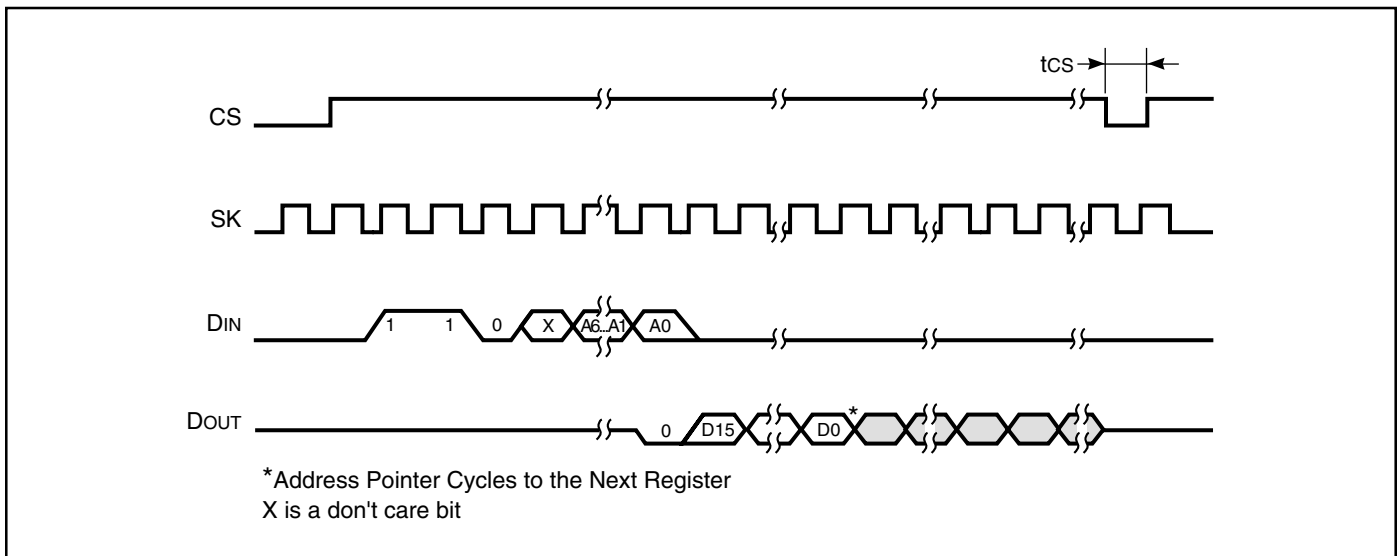 tCS
CS
SK
DIN
1 1 0 X A6...A1 A0
DOUT
0 D15 D0 *
*Address Pointer Cycles to the Next Register
X is a don't care bit